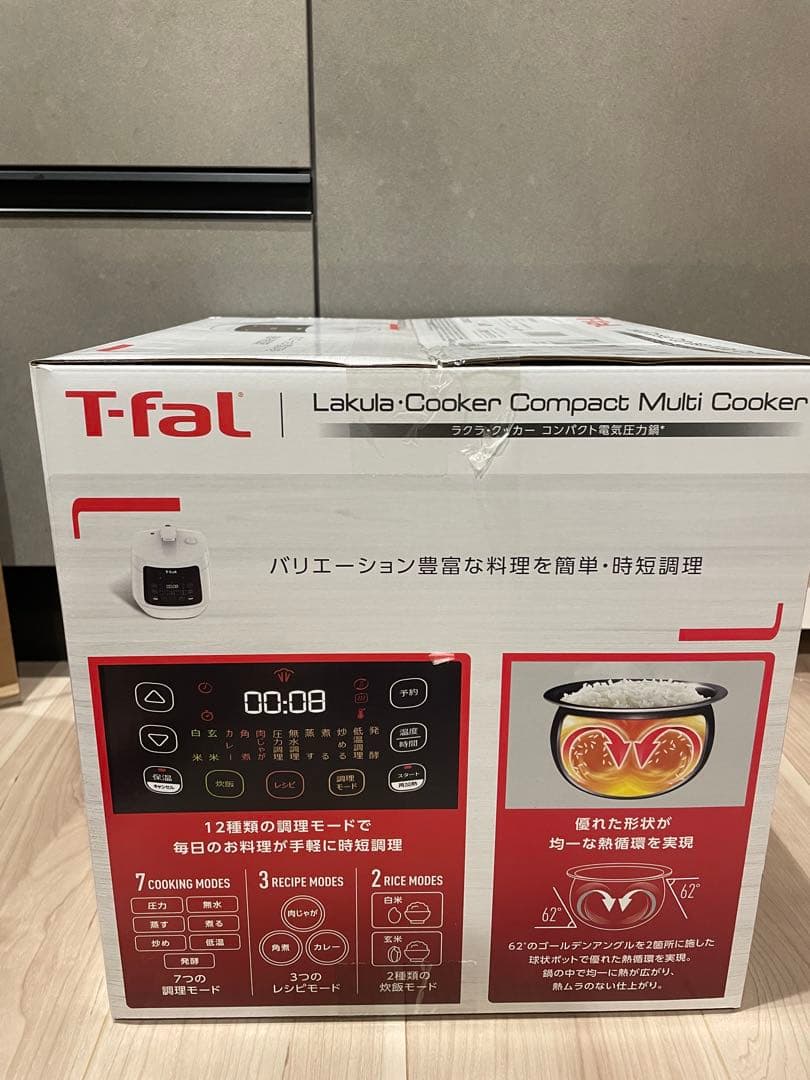 T-fal
T-fal
Lakula·Cooker Compact Multi Cooker
ラクラ・クッカー コンパクト電気圧力鍋*
T-fal
00:08
バリエーション豊富な料理を簡単・時短調理
00:08
予約
温度
時間
白米
玄米
カレー
角煮
肉じゃが
圧力調理
無水調理
蒸す
煮る
炒める
低温調理
発酵
保温
キャンセル
炊飯
レシピ
調理
モード
スタート
再加熱
12種類の調理モードで
毎日のお料理が手軽に時短調理
7 COOKING MODES
圧力
無水
蒸す
煮る
炒め
低温
発酵
7つの
調理モード
3 RECIPE MODES
肉じゃが
角煮
カレー
3つの
レシピモード
2 RICE MODES
白米
玄米
2種類の
炊飯モード
優れた形状が
均一な熱循環を実現
62°
62°
62°のゴールデンアングルを2箇所に施した
球状ポットで優れた熱循環を実現。
鍋の中で均一に熱が広がり、
熱ムラのない仕上がり。